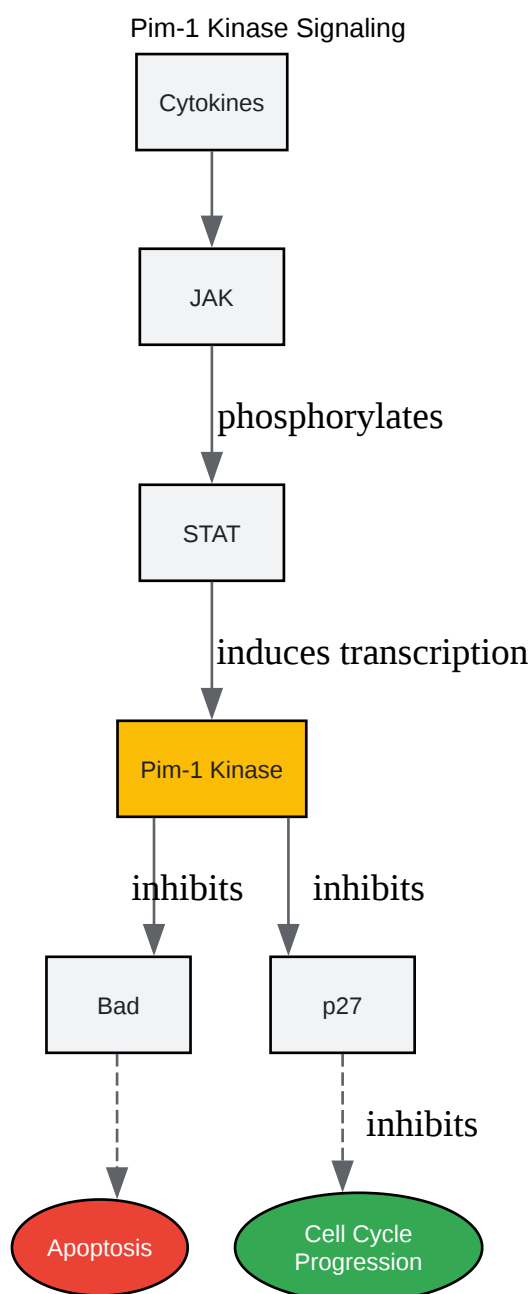 Pim-1 Kinase Signaling
Cytokines
JAK
phosphorylates
STAT
induces transcription
Pim-1 Kinase
inhibits
inhibits
Bad
p27
inhibits
Apoptosis
Cell Cycle
Progression